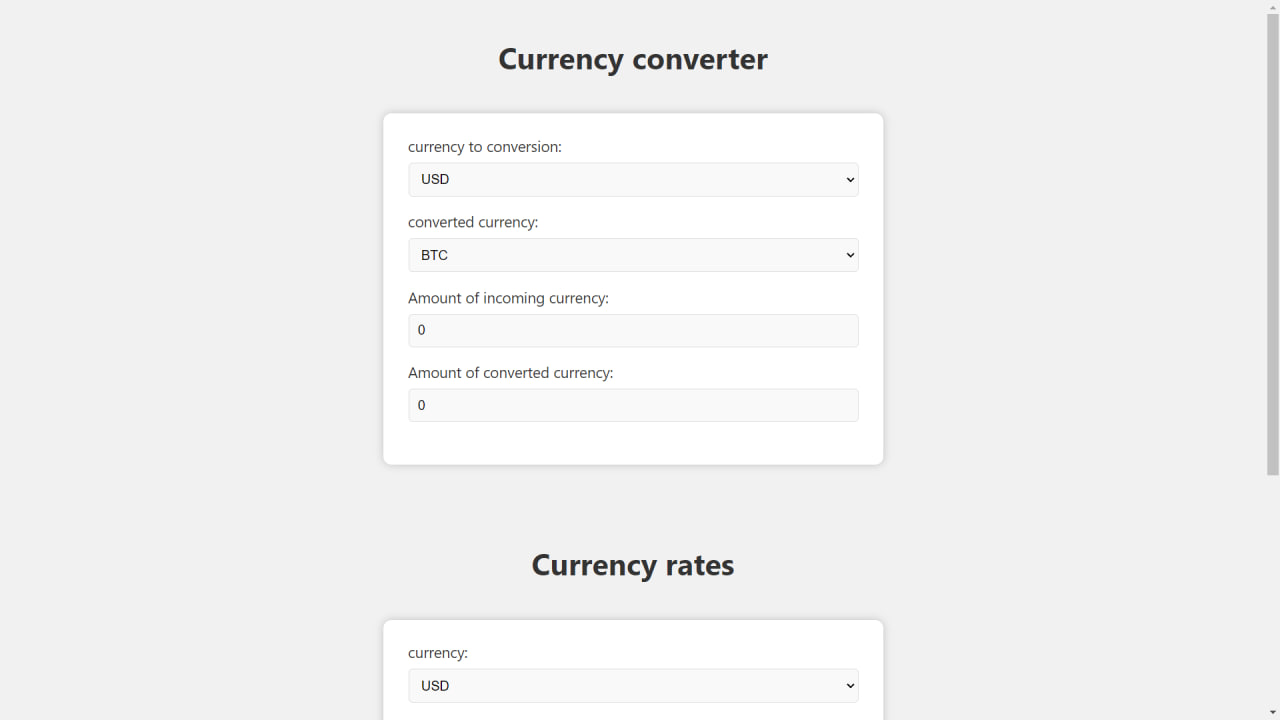 Currency converter
currency to conversion:
USD
converted currency:
BTC
Amount of incoming currency:
0
Amount of converted currency:
0
Currency rates
currency:
USD